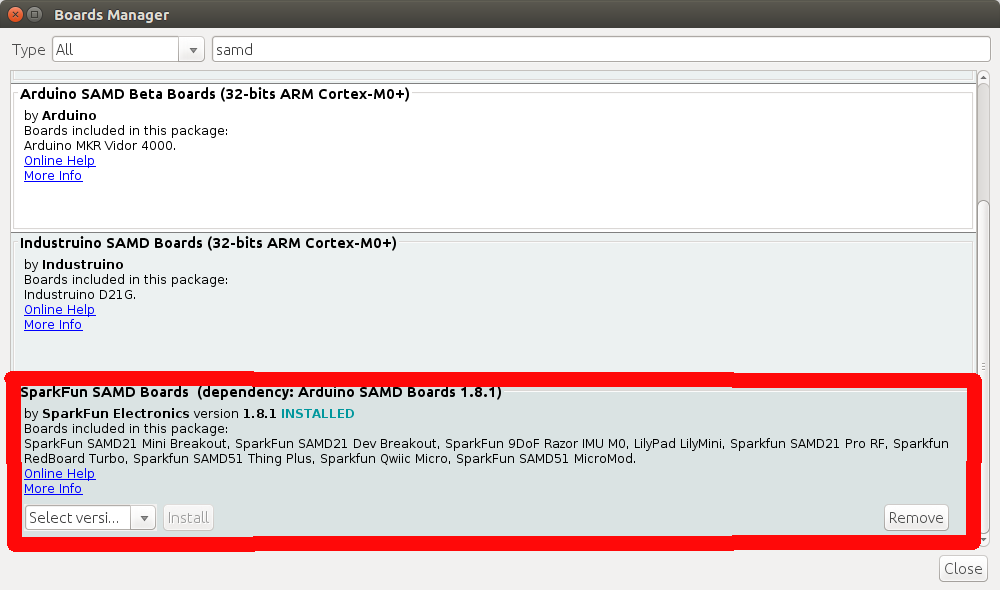 Boards Manager
Type All samd
Arduino SAMD Beta Boards (32-bits ARM Cortex-M0+)
by Arduino
Boards included in this package:
Arduino MKR Vidor 4000.
Online Help
More Info
Industruino SAMD Boards (32-bits ARM Cortex-M0+)
by Industruino
Boards included in this package:
Industruino D21G.
Online Help
More Info
SparkFun SAMD Boards (dependency: Arduino SAMD Boards 1.8.1)
by SparkFun Electronics version 1.8.1 INSTALLED
Boards included in this package:
SparkFun SAMD21 Mini Breakout, SparkFun SAMD21 Dev Breakout, SparkFun 9DoF Razor IMU M0, LilyPad LilyMini, Sparkfun SAMD21 Pro RF, Sparkfun
RedBoard Turbo, Sparkfun SAMD51 Thing Plus, Sparkfun Qwiic Micro, SparkFun SAMD51 MicroMod.
Online Help
More Info
Select versi... Install Remove
Close